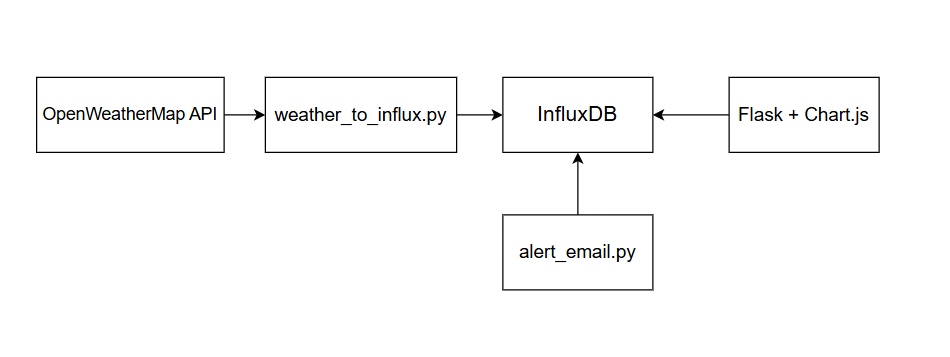 OpenWeatherMap API
weather_to_influx.py
InfluxDB
Flask + Chart.js
alert_email.py